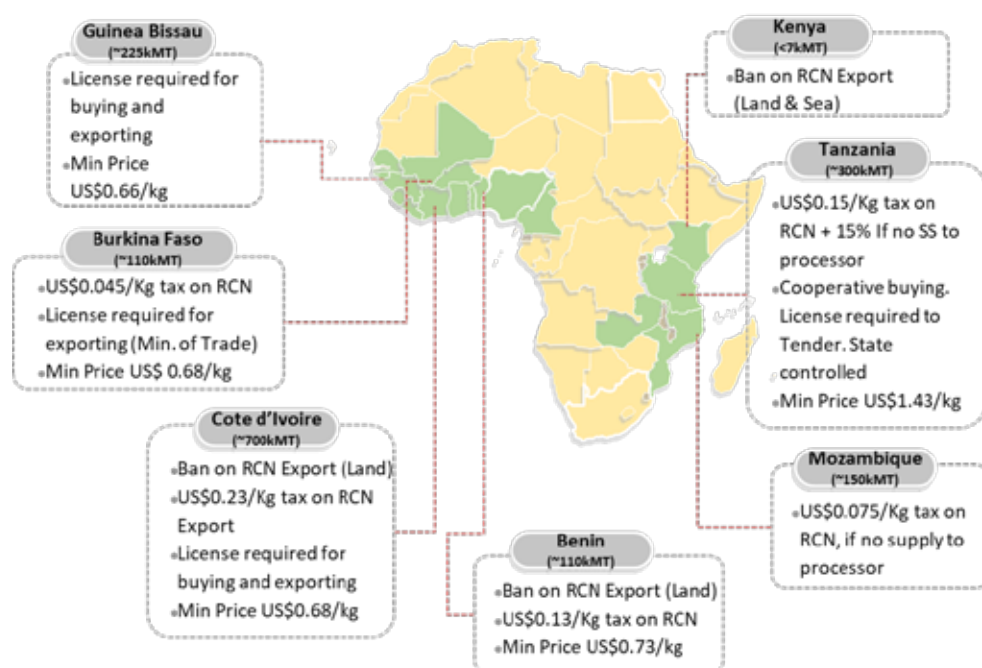 Guinea Bissau
(~225kMT)
•License required for
buying and
exporting
•Min Price
US$0.66/kg
Burkina Faso
(~110kMT)
•US$0.045/Kg tax on RCN
•License required for
exporting (Min. of Trade)
•Min Price US$ 0.68/kg
Cote d'Ivoire
(~700kMT)
•Ban on RCN Export (Land)
•US$0.23/Kg tax on RCN
Export
•License required for
buying and exporting
•Min Price US$0.68/kg
Benin
(~110kMT)
•Ban on RCN Export (Land)
•US$0.13/Kg tax on RCN
•Min Price US$0.73/kg
Kenya
(<7kMT)
•Ban on RCN Export
(Land & Sea)
Tanzania
(~300kMT)
•US$0.15/Kg tax on
RCN + 15% If no SS to
processor
•Cooperative buying.
License required to
Tender. State
controlled
•Min Price US$1.43/kg
Mozambique
(~150kMT)
•US$0.075/Kg tax on
RCN, if no supply to
processor